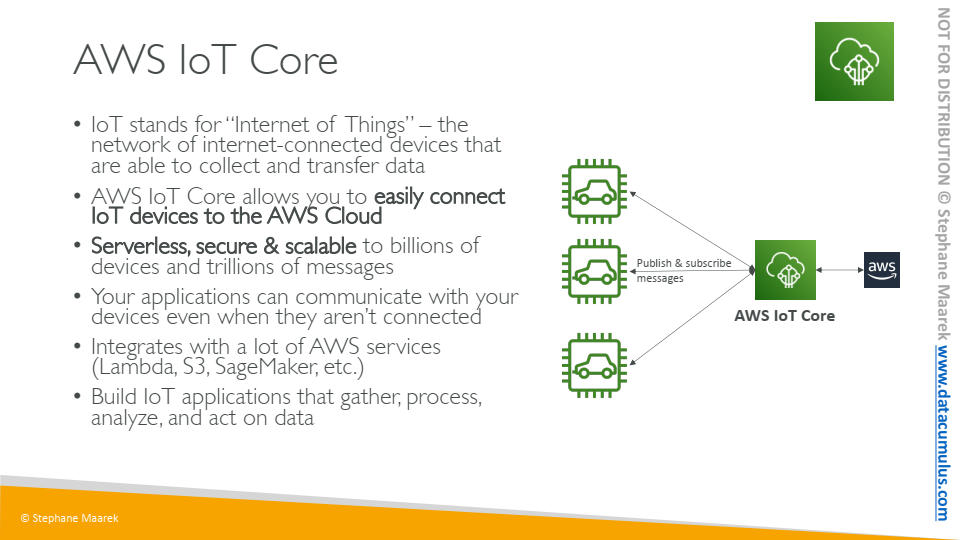 AWS IoT Core
• IoT stands for “Internet of Things” – the
network of internet-connected devices that
are able to collect and transfer data
• AWS IoT Core allows you to easily connect
IoT devices to the AWS Cloud
• Serverless, secure & scalable to billions of
devices and trillions of messages
• Your applications can communicate with your
devices even when they aren’t connected
• Integrates with a lot of AWS services
(Lambda, S3, SageMaker, etc.)
• Build IoT applications that gather, process,
analyze, and act on data
Publish & subscribe
messages
AWS IoT Core
aws
© Stephane Maarek
NOT FOR DISTRIBUTION © Stephane Maarek www.datacumulus.com